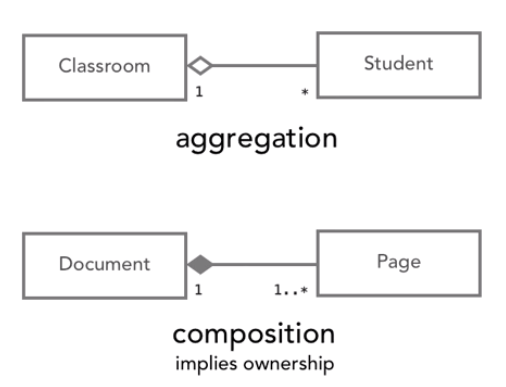 Classroom
Student
1
*
aggregation
Document
Page
1
1..*
composition
implies ownership